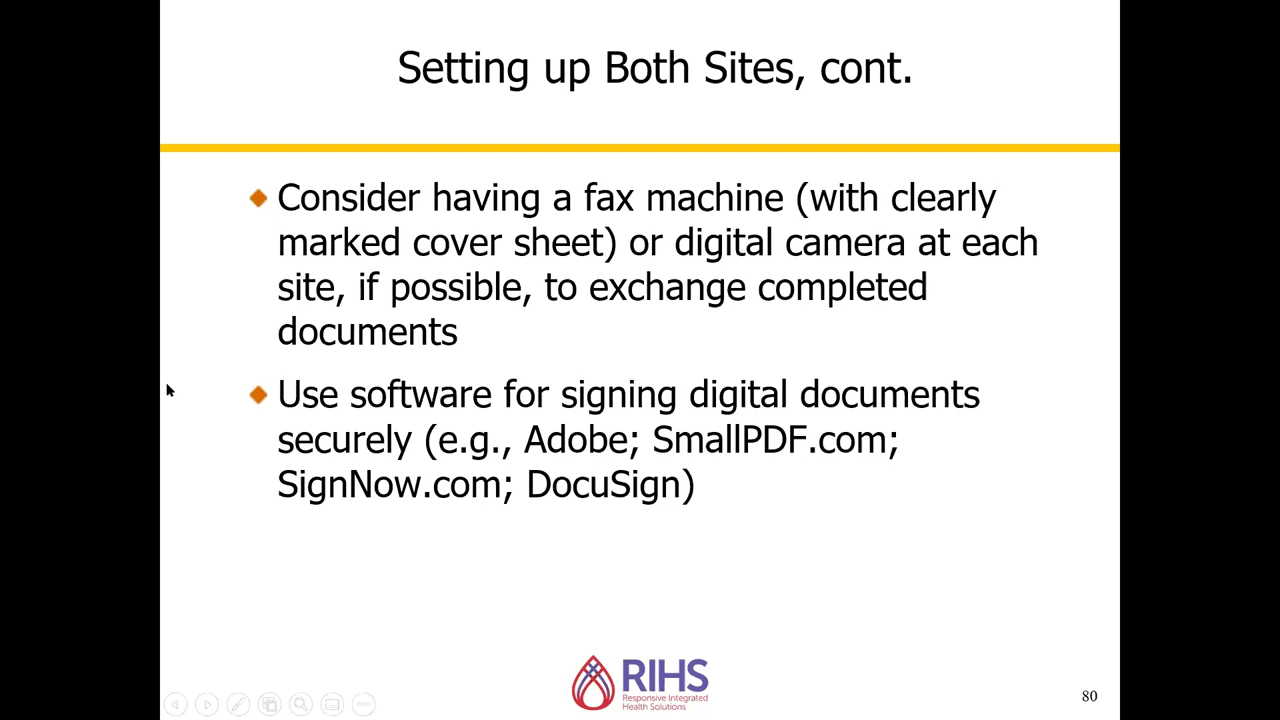 Setting up Both Sites, cont.
Consider having a fax machine (with clearly
marked cover sheet) or digital camera at each
site, if possible, to exchange completed
documents
Use software for signing digital documents
securely (e.g., Adobe; SmallPDF.com;
SignNow.com; DocuSign)
RIHS
Responsive Integrated
Health Solutions
80